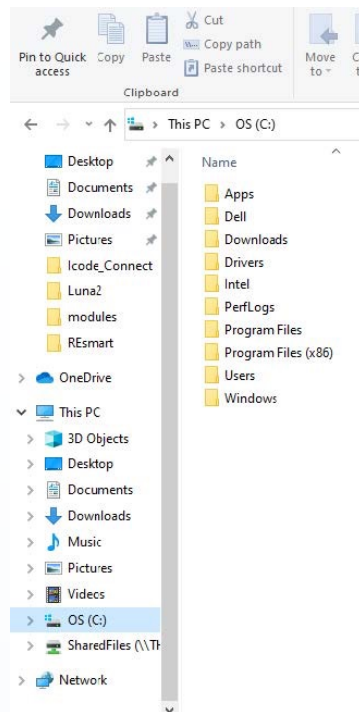 Cut
Copy path
Paste shortcut
Pin to Quick access
Copy
Paste
Move to
Clipboard
This PC > OS (C:)
Desktop
Documents
Downloads
Pictures
Icode_Connect
Luna2
modules
REsmart
OneDrive
This PC
3D Objects
Desktop
Documents
Downloads
Music
Pictures
Videos
OS (C:)
SharedFiles (\\TH
Network
Name
Apps
Dell
Downloads
Drivers
Intel
PerfLogs
Program Files
Program Files (x86)
Users
Windows